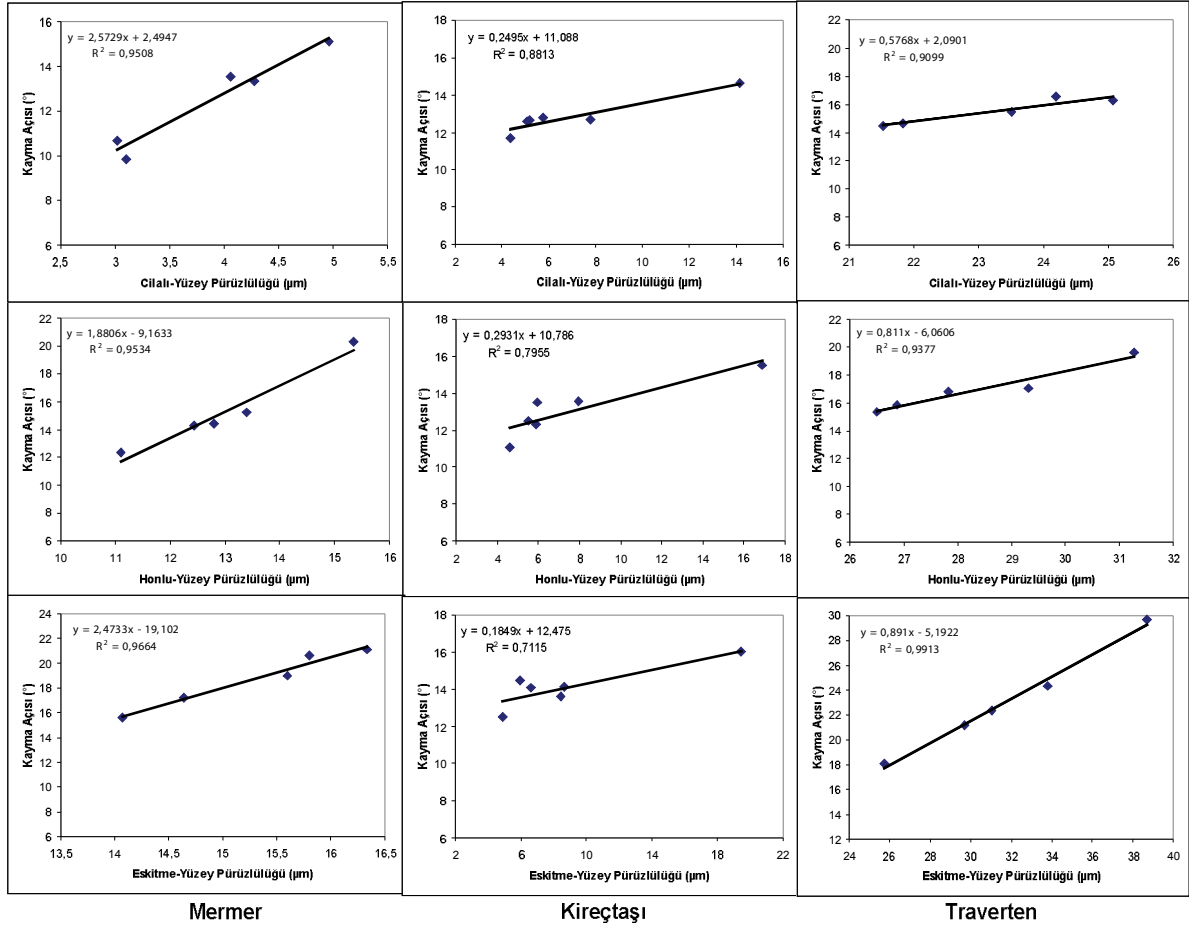 y = 2,5729x + 2,4947
R² = 0,9508
16
14
12
10
8
6
2,5 3 3,5 4 4,5 5 5,5
Kayma Açısı (°)
Cilalı-Yüzey Pürüzlülüğü (µm)
y = 0,2495x + 11,088
R² = 0,8813
18
16
14
12
10
8
6
2 4 6 8 10 12 14 16
Kayma Açısı (°)
Cilalı-Yüzey Pürüzlülüğü (µm)
y = 0,5768x + 2,0901
R² = 0,9099
22
20
18
16
14
12
10
8
6
21 22 23 24 25 26
Kayma Açısı (°)
Cilalı-Yüzey Pürüzlülüğü (µm)
y = 1,8806x - 9,1633
R² = 0,9534
22
20
18
16
14
12
10
8
6
10 11 12 13 14 15 16
Kayma Açısı (°)
Honlu-Yüzey Pürüzlülüğü (µm)
y = 0,2931x + 10,786
R² = 0,7955
18
16
14
12
10
8
6
2 4 6 8 10 12 14 16 18
Kayma Açısı (°)
Honlu-Yüzey Pürüzlülüğü (µm)
y = 0,811x - 6,0606
R² = 0,9377
22
20
18
16
14
12
10
8
6
26 27 28 29 30 31 32
Kayma Açısı (°)
Honlu-Yüzey Pürüzlülüğü (µm)
y = 2,4733x - 19,102
R² = 0,9664
24
22
20
18
16
14
12
10
8
6
13,5 14 14,5 15 15,5 16 16,5
Kayma Açısı (°)
Eskitme-Yüzey Pürüzlülüğü (µm)
y = 0,1849x + 12,475
R² = 0,7115
18
16
14
12
10
8
6
2 6 10 14 18 22
Kayma Açısı (°)
Eskitme-Yüzey Pürüzlülüğü (µm)
y = 0,891x - 5,1922
R² = 0,9913
30
28
26
24
22
20
18
16
14
12
24 26 28 30 32 34 36 38 40
Kayma Açısı (°)
Eskitme-Yüzey Pürüzlülüğü (µm)
Mermer
Kireçtaşı
Traverten